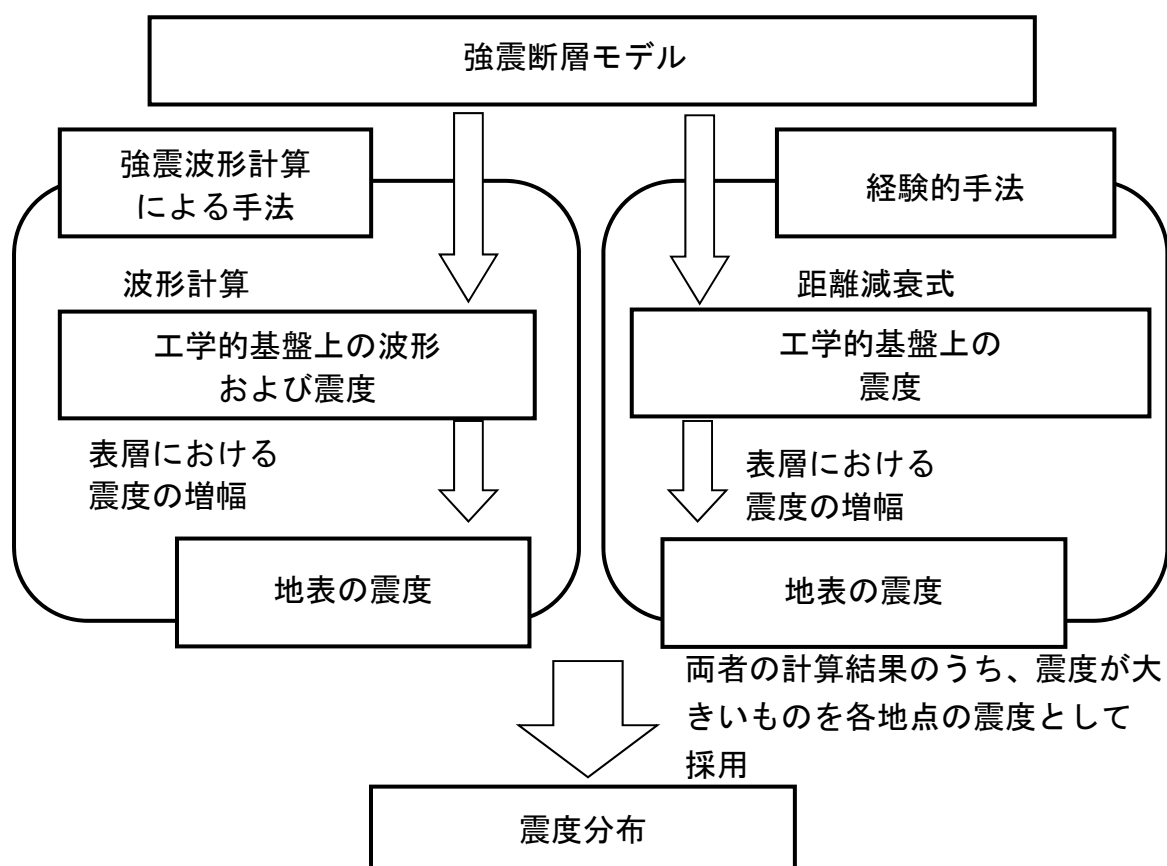 強震断層モデル
強震波形計算
による手法
波形計算
工学的基盤上の波形
および震度
表層における
震度の増幅
地表の震度
経験的手法
距離減衰式
工学的基盤上の
震度
表層における
震度の増幅
地表の震度
両者の計算結果のうち、震度が大
きいものを各地点の震度として
採用
震度分布